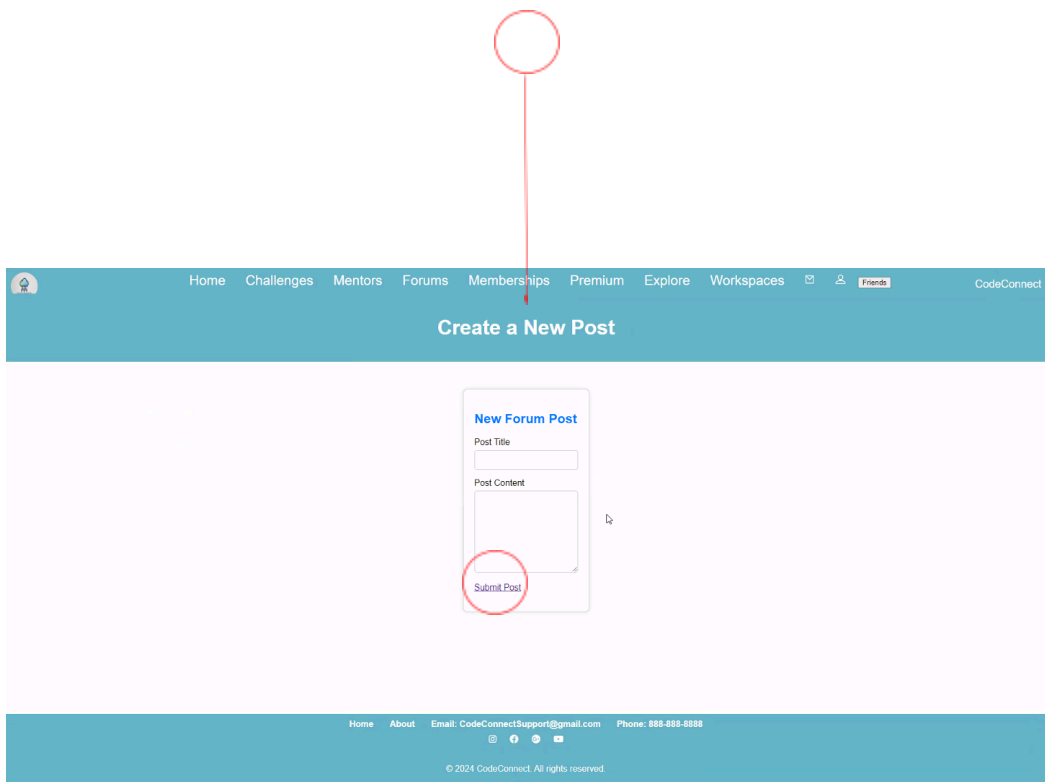 Home Challenges Mentors Forums Memberships Premium Explore Workspaces Friends CodeConnect
Create a New Post
New Forum Post
Post Title
Post Content
Submit Post
Home About Email: CodeConnectSupport@gmail.com Phone: 888-888-8888
© 2024 CodeConnect. All rights reserved.